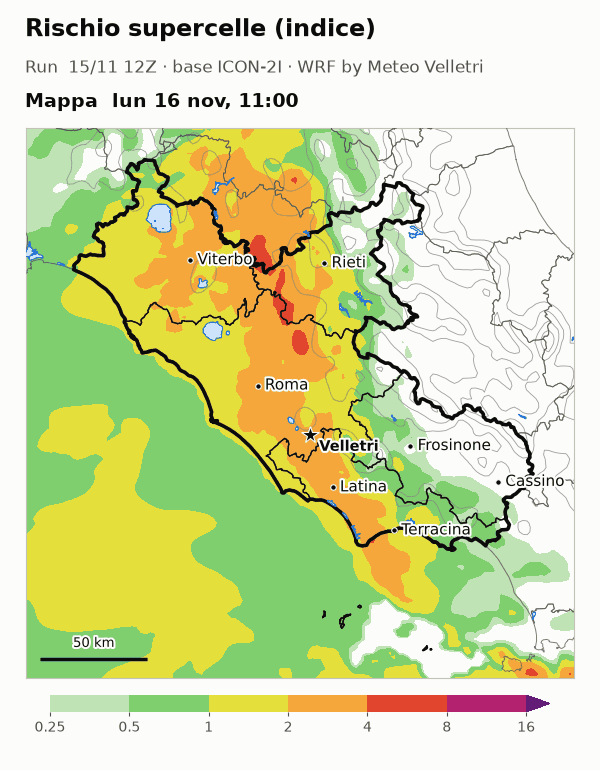 Rischio supercelle (indice)
Run  15/11 12Z · base ICON-2I · WRF by Meteo Velletri
Mappa  lun 16 nov, 11:00
Viterbo
Rieti
Roma
Velletri
Frosinone
Cassino
Latina
Terracina
50 km
0.25 0.5 1 2 4 8 16